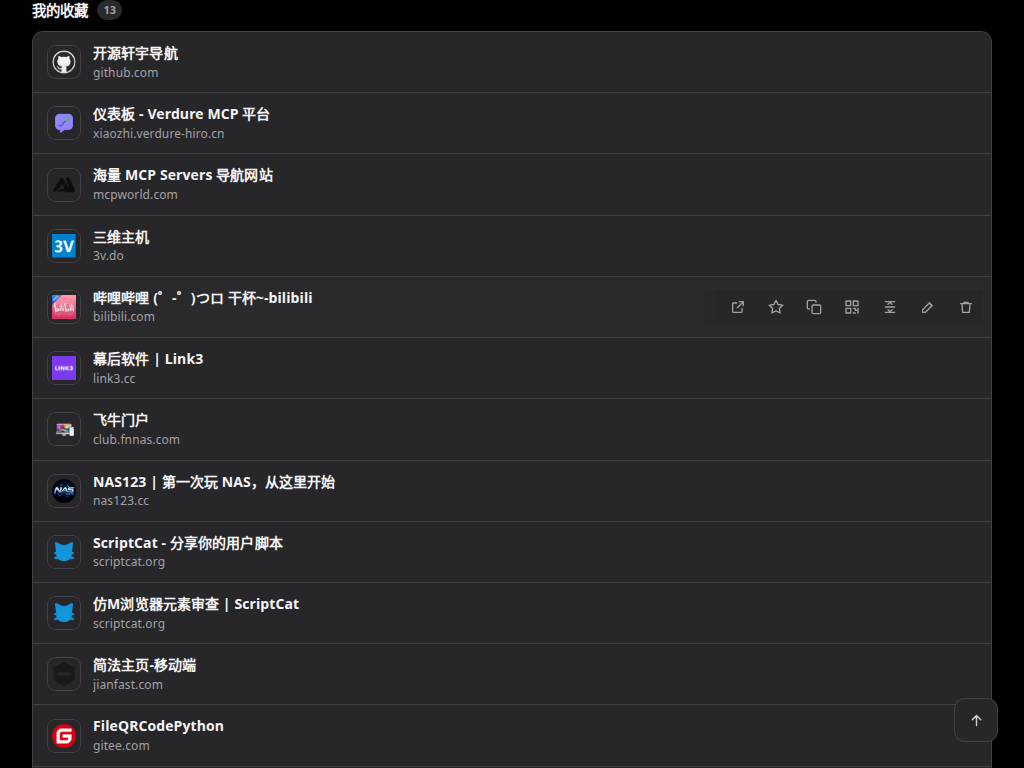 我的收藏 13
开源轩宇导航
github.com
仪表板 - Verdure MCP 平台
xiaozhi.verdure-hiro.cn
海量 MCP Servers 导航网站
mcpworld.com
3V
三维主机
3v.do
哔哩哔哩 (゜-゜)つロ 干杯~-bilibili
bilibili.com
LINK3
幕后软件 | Link3
link3.cc
飞牛门户
club.fnnas.com
NAS
NAS123 | 第一次玩 NAS，从这里开始
nas123.cc
ScriptCat - 分享你的用户脚本
scriptcat.org
仿M浏览器元素审查 | ScriptCat
scriptcat.org
简法主页-移动端
jianfast.com
G
FileQRCodePython
gitee.com